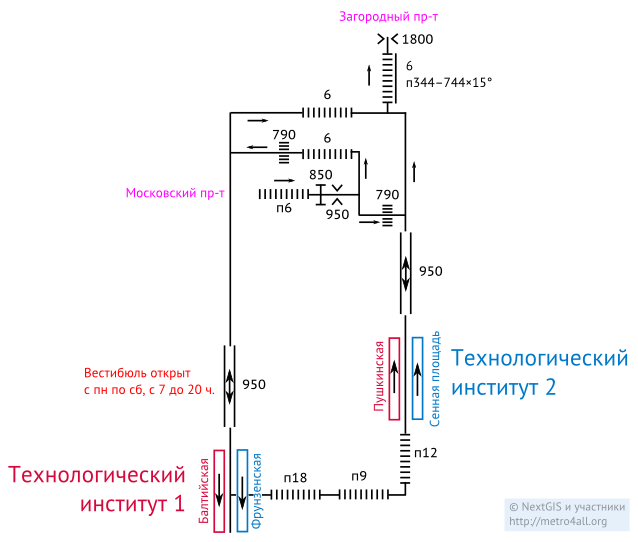 Загородный пр-т
1800
6
п344–744×15°
6
790
6
850
Московский пр-т
790
п6
950
950
Вестибюль открыт
с пн по сб, с 7 до 20 ч.
950
Пушкинская
Сенная площадь
Технологический
институт 2
п12
Технологический
институт 1
Балтийская
Фрунзенская
п18
п9
© NextGIS и участники
http://metro4all.org